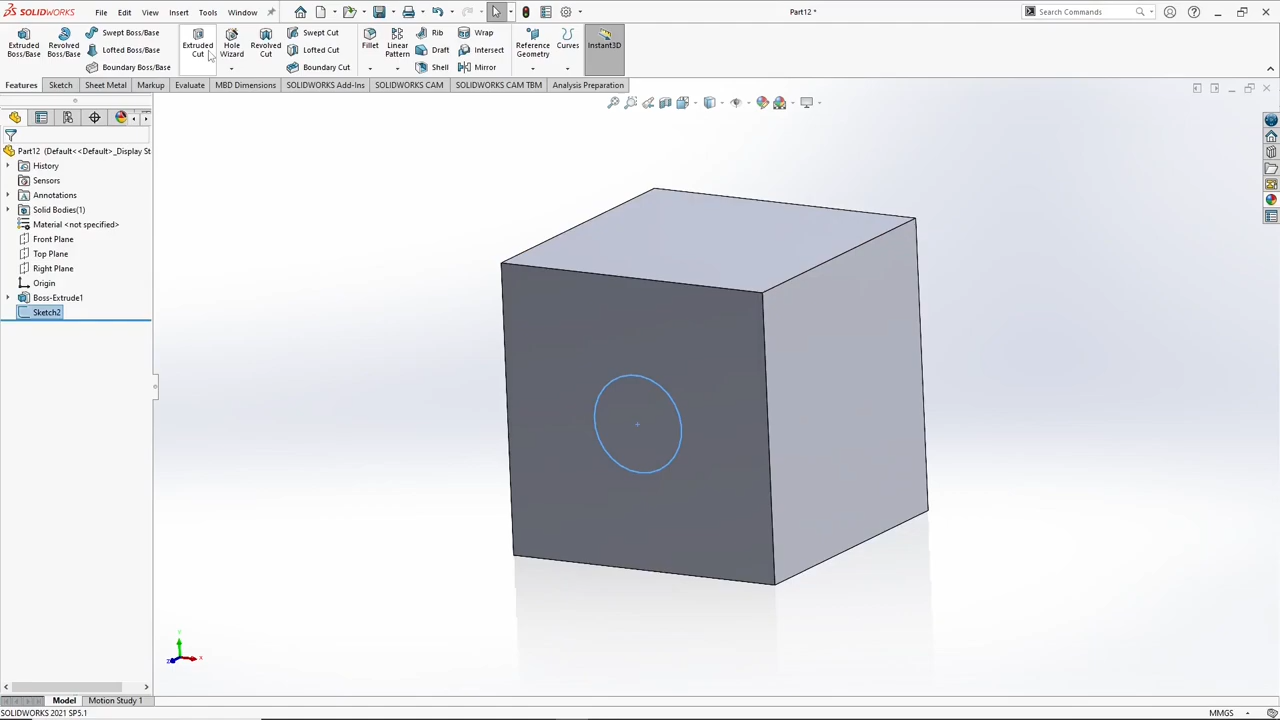 SOLIDWORKS File Edit View Insert Tools Window Part12 * Search Commands
Extruded Boss/Base
Revolved Boss/Base
Swept Boss/Base
Lofted Boss/Base
Boundary Boss/Base
Extruded Cut
Hole Wizard
Revolved Cut
Swept Cut
Lofted Cut
Boundary Cut
Fillet
Linear Pattern
Rib
Draft
Shell
Wrap
Intersect
Mirror
Reference Geometry
Curves
Instant3D
Features Sketch Sheet Metal Markup Evaluate MBD Dimensions SOLIDWORKS Add-Ins SOLIDWORKS CAM SOLIDWORKS CAM TBM Analysis Preparation
Part12 (Default<<Default>_Display St
History
Sensors
Annotations
Solid Bodies(1)
Material <not specified>
Front Plane
Top Plane
Right Plane
Origin
Boss-Extrude1
Sketch2
Y
Z X
Model Motion Study 1
SOLIDWORKS 2021 SP5.1 MMGS